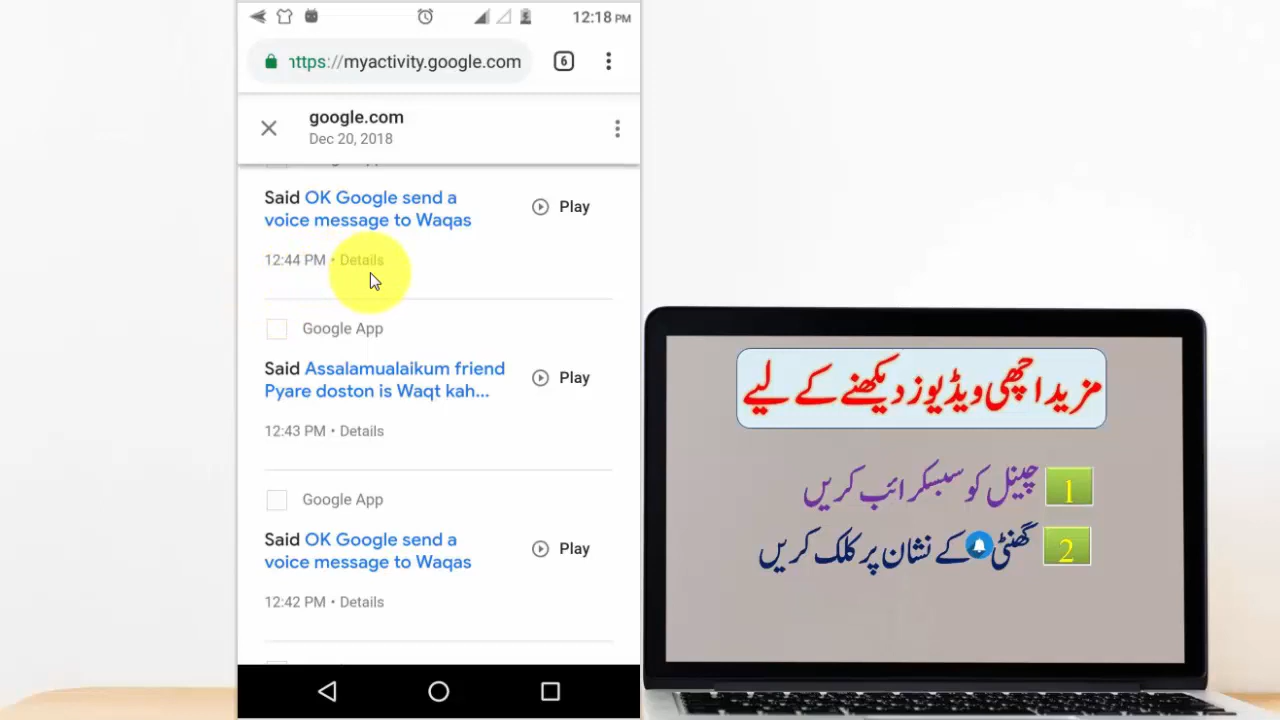 12:18 PM
https://myactivity.google.com
6
google.com
Dec 20, 2018
Said OK Google send a
voice message to Waqas
Play
12:44 PM • Details
Google App
Said Assalamualaikum friend
Pyare doston is Waqt kah...
Play
12:43 PM • Details
Google App
Said OK Google send a
voice message to Waqas
Play
12:42 PM • Details
مزید اچھی ویڈیوز دیکھنے کے لیے
1 چینل کو سبسکرائب کریں
2 گھنٹی کے نشان پر کلک کریں